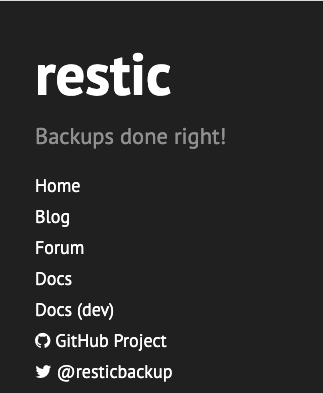 restic
Backups done right!
Home
Blog
Forum
Docs
Docs (dev)
GitHub Project
@resticbackup